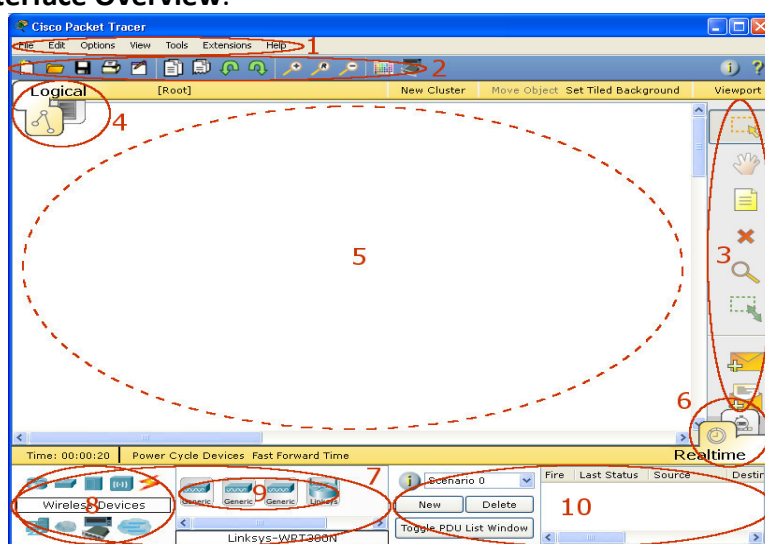 terface Overview:
Cisco Packet Tracer
File Edit Options View Tools Extensions Help 1
2
Logical [Root] New Cluster Move Object Set Tiled Background Viewport
4
5
3
6
Realtime
Time: 00:00:20 Power Cycle Devices Fast Forward Time
7
Scenario 0
Fire Last Status Source Destin
8
Wireless Devices
9
Generic Generic Generic Linksys
New Delete
10
Toggle PDU List Window
Linksys-WRT300N